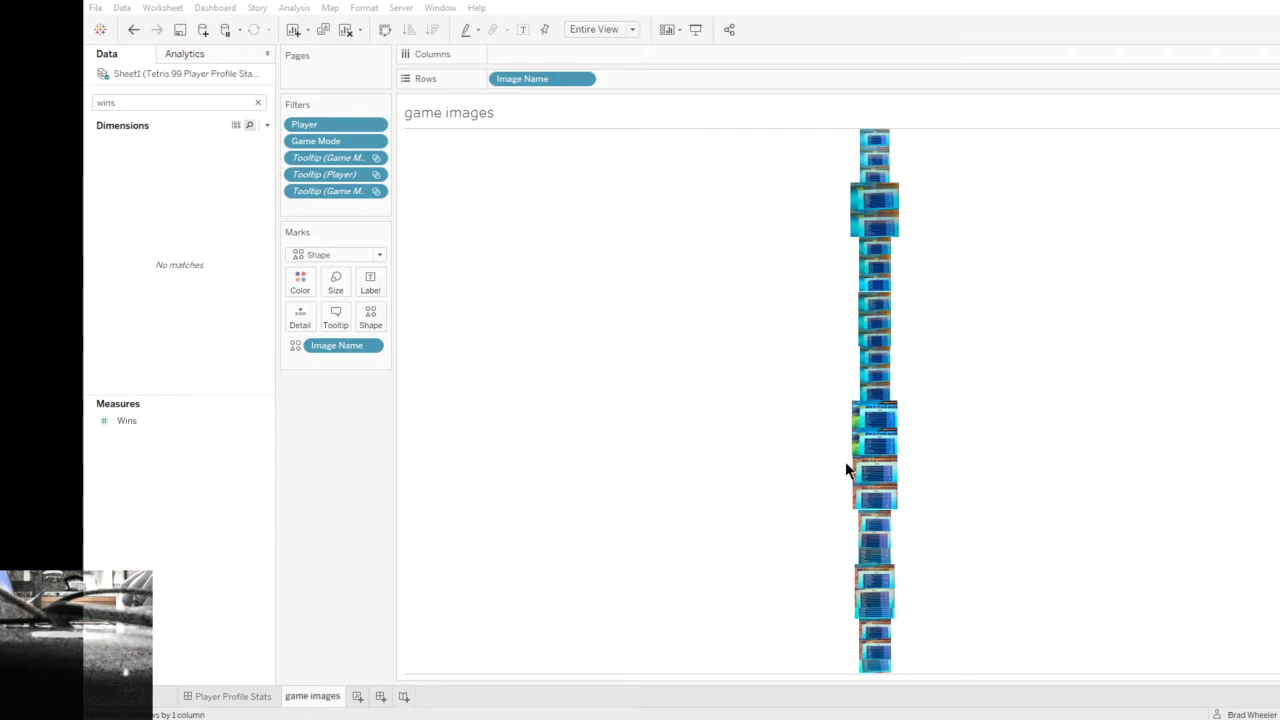 File Data Worksheet Dashboard Story Analysis Map Format Server Window Help
Entire View
Data Analytics
Sheet1 (Tetris 99 Player Profile Sta...
wins
Dimensions
No matches
Measures
Wins
Pages
Filters
Player
Game Mode
Tooltip (Game M..
Tooltip (Player)
Tooltip (Game M..
Marks
Shape
Color Size Label
Detail Tooltip Shape
Image Name
Columns
Rows Image Name
game images
Player Profile Stats game images
ws by 1 column
Brad Wheeler